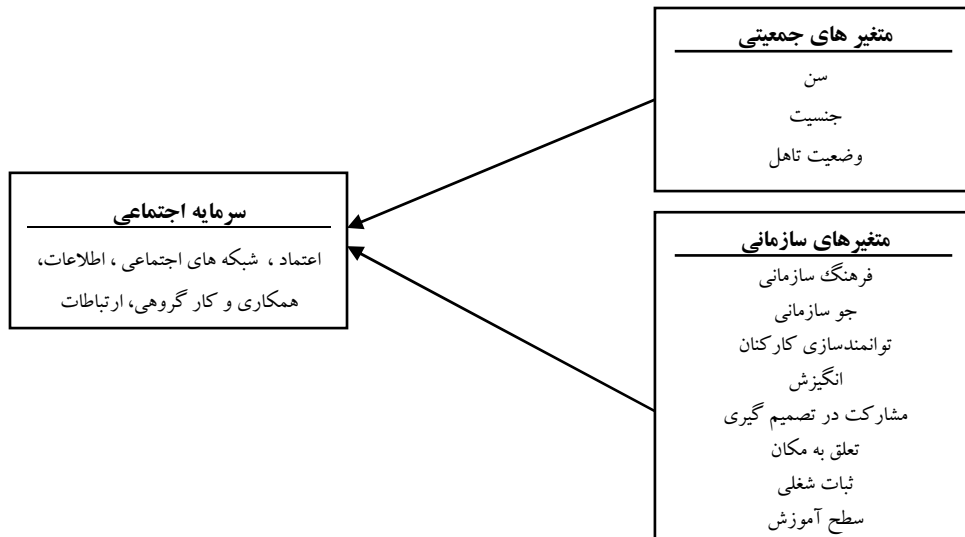 متغیر های جمعیتی
سن
جنسیت
وضعیت تاهل
سرمایه اجتماعی
اعتماد ، شبکه های اجتماعی ، اطلاعات،
همکاری و کار گروهی، ارتباطات
متغیرهای سازمانی
فرهنگ سازمانی
جو سازمانی
توانمندسازی کارکنان
انگیزش
مشارکت در تصمیم گیری
تعلق به مکان
ثبات شغلی
سطح آموزش